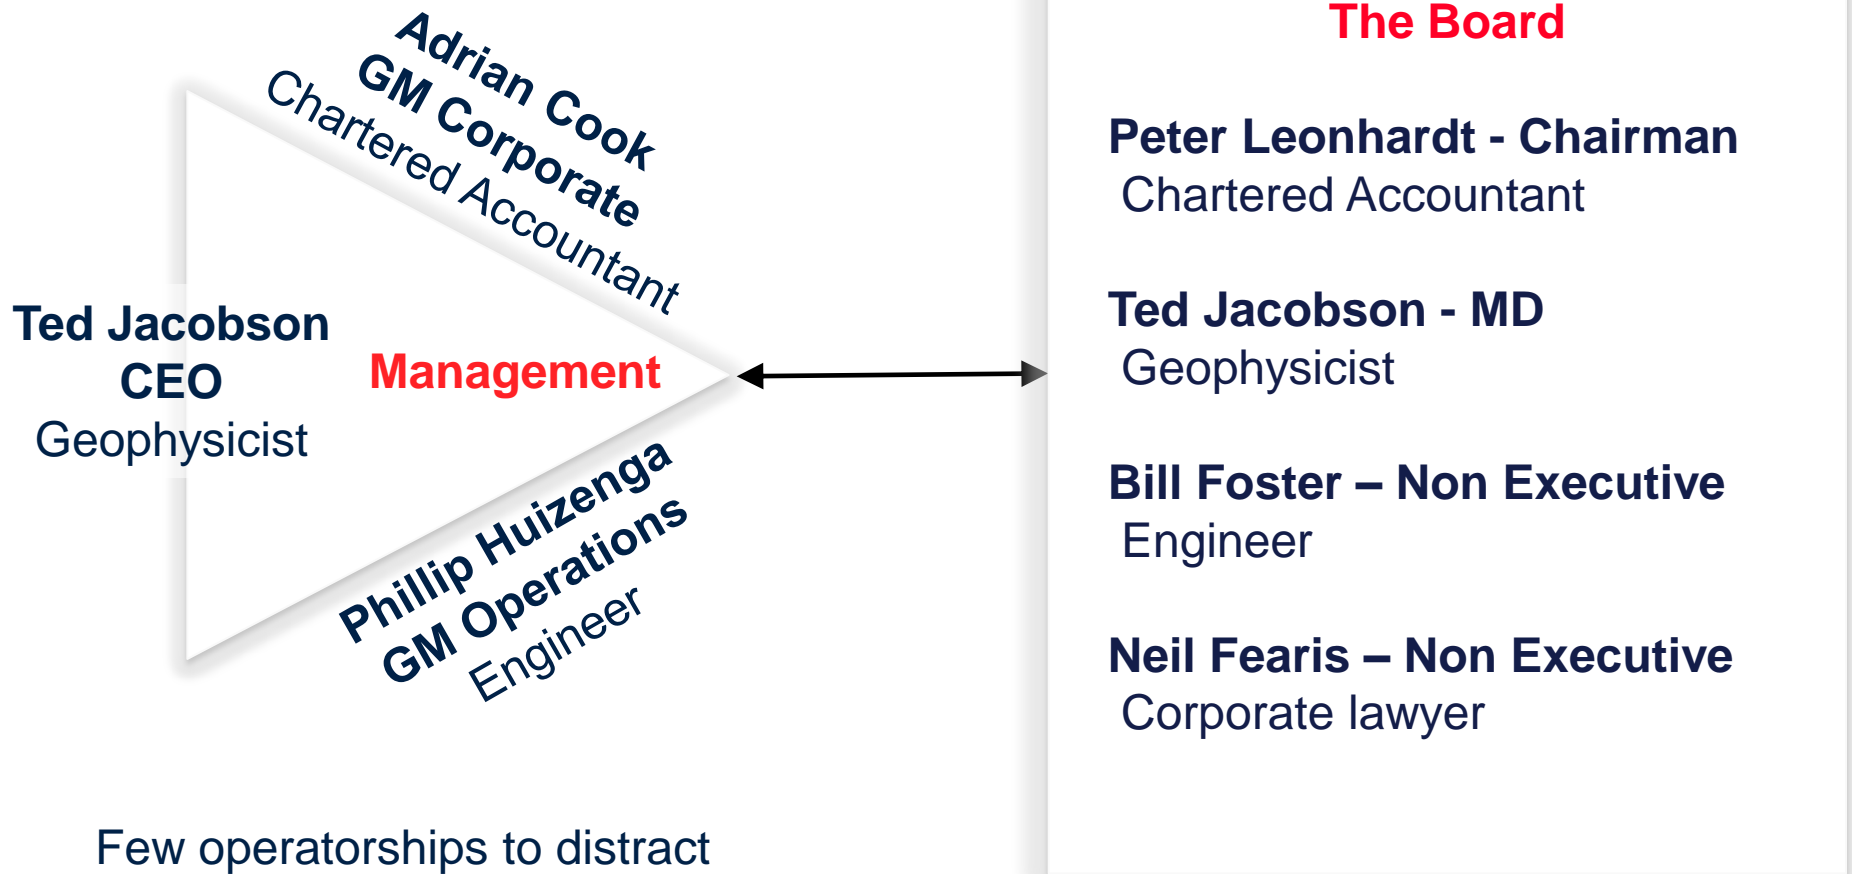 Adrian Cook
GM Corporate
Chartered Accountant
Ted Jacobson
CEO
Geophysicist
Management
Phillip Huizenga
GM Operations
Engineer
Few operatorships to distract
The Board
Peter Leonhardt - Chairman
Chartered Accountant
Ted Jacobson - MD
Geophysicist
Bill Foster – Non Executive
Engineer
Neil Fearis – Non Executive
Corporate lawyer